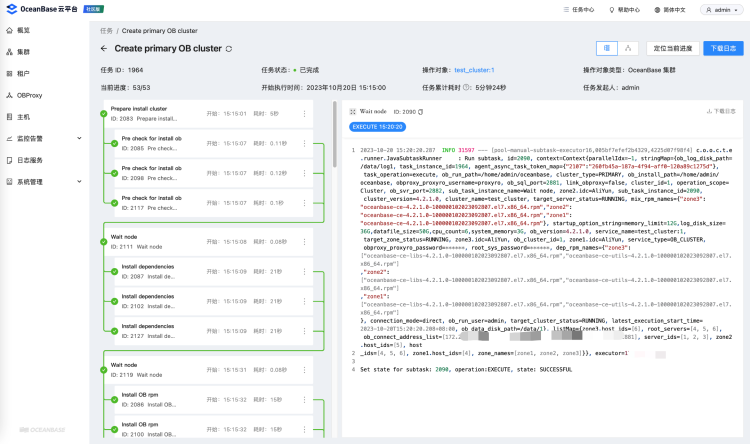 OceanBase 云平台 社区版
任务中心
帮助中心
简体中文
admin
概览
集群
租户
OBProxy
主机
监控告警
日志服务
系统管理
任务 / Create primary OB cluster
Create primary OB cluster
定位当前进度
下载日志
任务 ID：1964
任务状态：已完成
操作对象：test_cluster:1
操作对象类型：OceanBase 集群
当前进度：53/53
开始执行时间：2023年10月20日 15:15:00
任务累计耗时：5分钟24秒
任务发起人：admin
Prepare install cluster
ID: 2083 Prepare install...
开始：15:15:01 耗时：5秒
Pre check for install ob
ID: 2085 Pre check...
开始：15:15:07 耗时：0.11秒
Pre check for install ob
ID: 2098 Pre check...
开始：15:15:07 耗时：0.12秒
Pre check for install ob
ID: 2117 Pre check...
开始：15:15:07 耗时：0.1秒
Wait node
ID: 2111 Wait node
开始：15:15:08 耗时：0.08秒
Install dependencies
ID: 2087 Install de...
开始：15:15:09 耗时：21秒
Install dependencies
ID: 2102 Install de...
开始：15:15:09 耗时：21秒
Install dependencies
ID: 2127 Install de...
开始：15:15:09 耗时：21秒
Wait node
ID: 2119 Wait node
开始：15:15:31 耗时：0.08秒
Install OB rpm
ID: 2086 Install OB...
开始：15:15:32 耗时：15秒
Install OB rpm
ID: 2100 Install OB...
开始：15:15:32 耗时：15秒
OCEANBASE
Wait node ID: 2090
下载日志
EXECUTE 15:20:20
1 2023-10-20 15:20:20.207 INFO 31597 --- [pool-manual-subtask-executor16,
c.o.o.c.t.e
.runner.JavaSubtaskRunner : Run subtask, id=2090, context=Context{parallelIdx=-1, stringMap={ob_log_disk_path=
/data/log1, task_instance_id=1964, agent_async_task_token_map=
task_operation=execute, ob_run_path=/home/admin/oceanbase, cluster_type=PRIMARY, ob_install_path=/home/admin/
oceanbase, obproxy_proxyro_username=proxyro, ob_sql_port=2881, link_obproxy=false, cluster_id=1, operation_scope=
Cluster, ob_svr_port=2882, sub_task_instance_name=Wait node, zone2.idc=AliYun, sub_task_instance_id=2090,
cluster_version=4.2.1.0, cluster_name=test_cluster, target_server_status=RUNNING, mix_rpm_names={"zone3":
"oceanbase-ce-4.2.1.0-100000102023092807.el7.x86_64.rpm","zone2":
"oceanbase-ce-4.2.1.0-100000102023092807.el7.x86_64.rpm","zone1":
"oceanbase-ce-4.2.1.0-100000102023092807.el7.x86_64.rpm"}, startup_option_string=memory_limit=12G,log_disk_size=
36G,datafile_size=50G,cpu_count=6,system_memory=3G, ob_version=4.2.1.0, service_name=test_cluster:1,
target_zone_status=RUNNING, zone3.idc=AliYun, ob_cluster_id=1, zone1.idc=AliYun, service_type=OB_CLUSTER,
obproxy_proxyro_password=******, root_sys_password=******, dep_rpm_names={"zone3":
["oceanbase-ce-libs-4.2.1.0-100000102023092807.el7.x86_64.rpm","oceanbase-ce-utils-4.2.1.0-100000102023092807.el7.
x86_64.rpm"]
,"zone2":
["oceanbase-ce-libs-4.2.1.0-100000102023092807.el7.x86_64.rpm","oceanbase-ce-utils-4.2.1.0-100000102023092807.el7.
x86_64.rpm"]
,"zone1":
["oceanbase-ce-libs-4.2.1.0-100000102023092807.el7.x86_64.rpm","oceanbase-ce-utils-4.2.1.0-100000102023092807.el7.
x86_64.rpm"]
}, connection_mode=direct, ob_run_user=admin, target_cluster_status=RUNNING, latest_execution_start_time=
2023-10-20T15:20:20.208+08:00, ob_data_disk_path=/data/1}, listMap={zone3.host_ids=[6], root_servers=[4, 5, 6],
ob_connect_address_list=[172.2
881], server_ids=[1, 2, 3], zone2
.host_ids=[5], host
2 _ids=[4, 5, 6], zone1.host_ids=[4], zone_names=[zone1, zone2, zone3]}}, executor=1
3
4 Set state for subtask: 2090, operation:EXECUTE, state: SUCCESSFUL